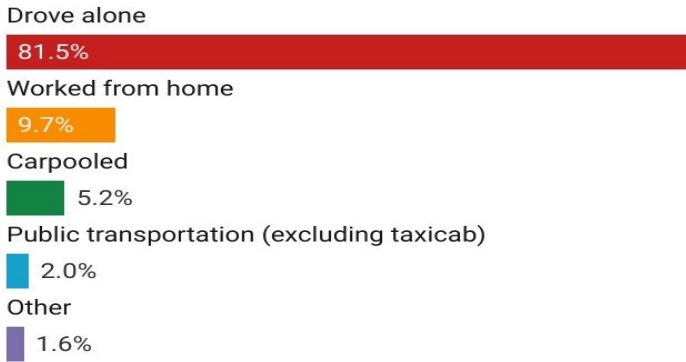 Drove alone
81.5%
Worked from home
9.7%
Carpooled
5.2%
Public transportation (excluding taxicab)
2.0%
Other
1.6%